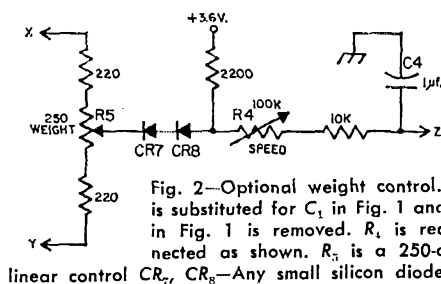 X
+3.6V.
220
2200
C4
1μf.
R4 100K
250
WEIGHT
R5
10K
Z
CR7 CR8
SPEED
220
Y
Fig. 2—Optional weight control.
is substituted for C₁ in Fig. 1 and
in Fig. 1 is removed. R₄ is rec
nected as shown. R₅ is a 250-o
linear control CR₇, CR₈—Any small silicon diode